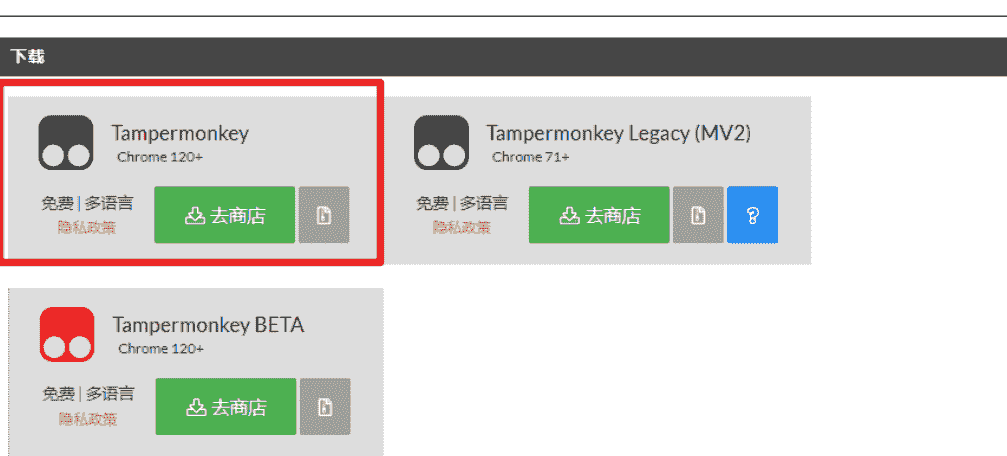 下载
Tampermonkey
Chrome 120+
免费 | 多语言
隐私政策
去商店
Tampermonkey Legacy (MV2)
Chrome 71+
免费 | 多语言
隐私政策
去商店
?
Tampermonkey BETA
Chrome 120+
免费 | 多语言
隐私政策
去商店